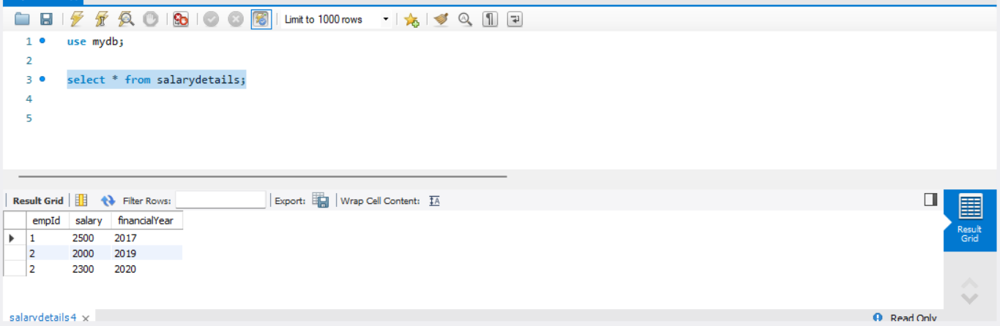 Limit to 1000 rows
1 use mydb;
2
3 select * from salarydetails;
4
5
Result Grid Filter Rows: Export: Wrap Cell Content: IA
empId salary financialYear
1 2500 2017
2 2000 2019
2 2300 2020
Result
Grid
salarydetails4 Read Only